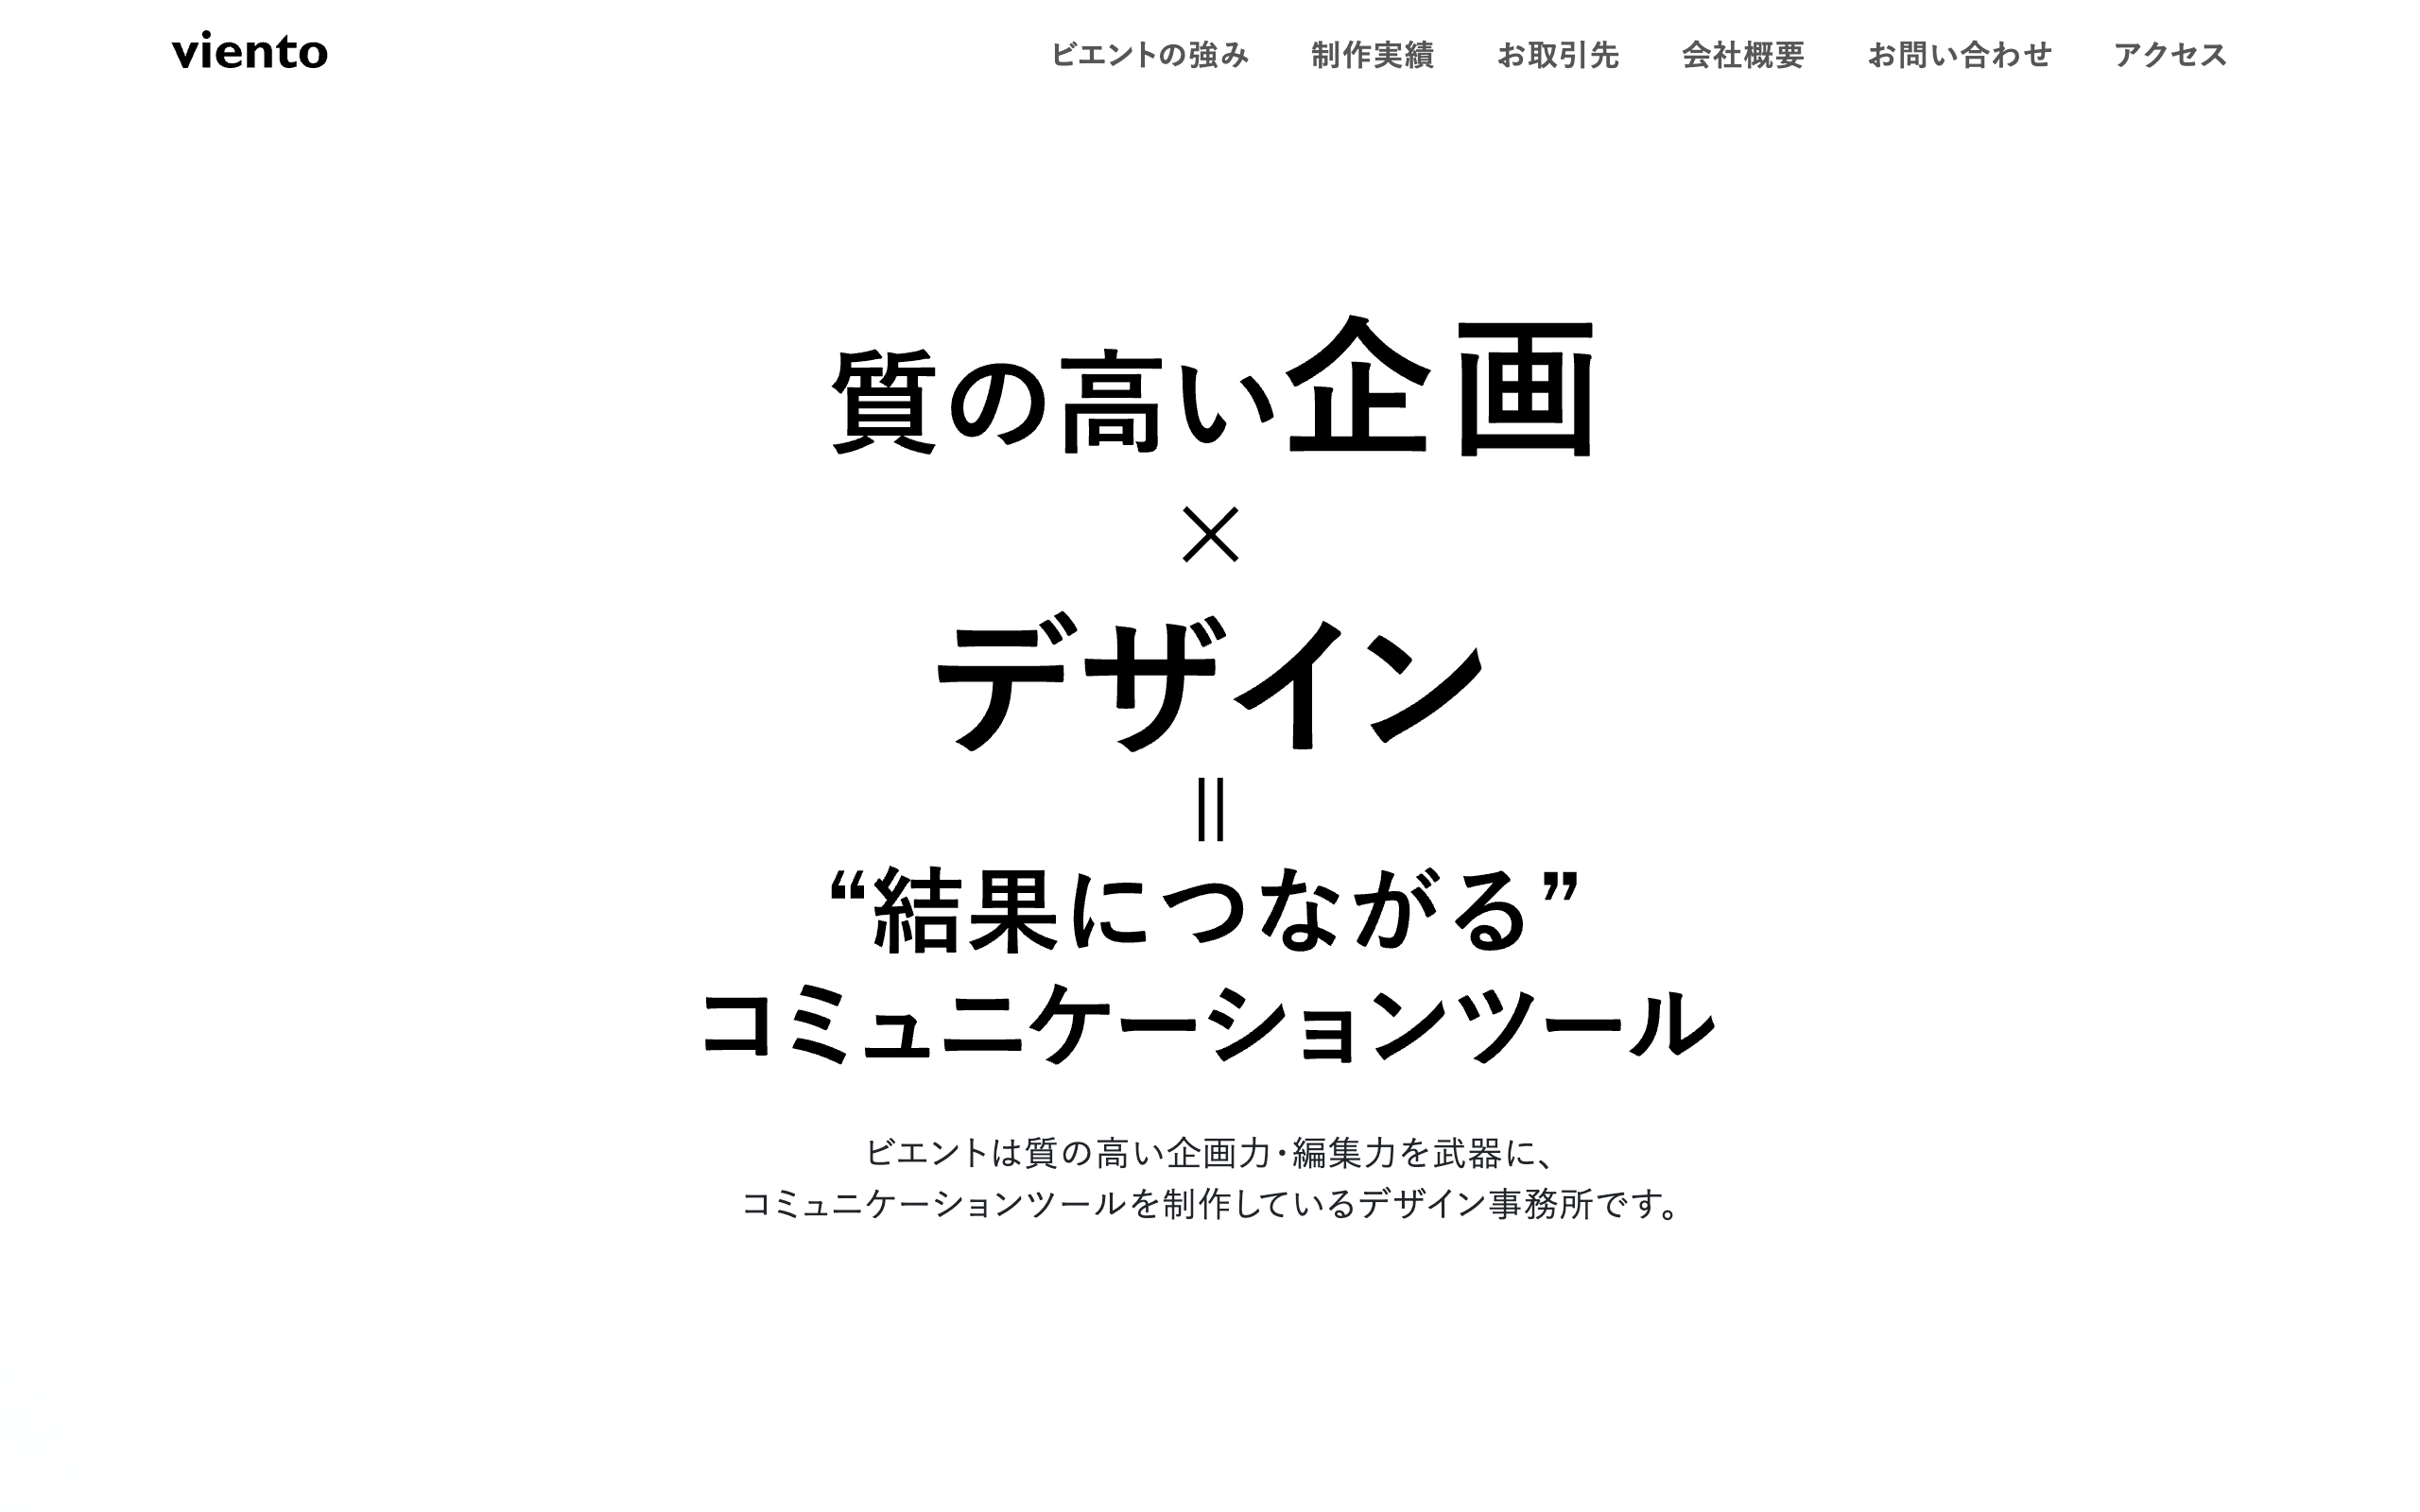 viento
ビエントの強み 制作実績 お取引先 会社概要 お問い合わせ アクセス
質の高い企画
×
デザイン
||
“結果につながる”
コミュニケーションツール
ビエントは質の高い企画力・編集力を武器に、
コミュニケーションツールを制作しているデザイン事務所です。